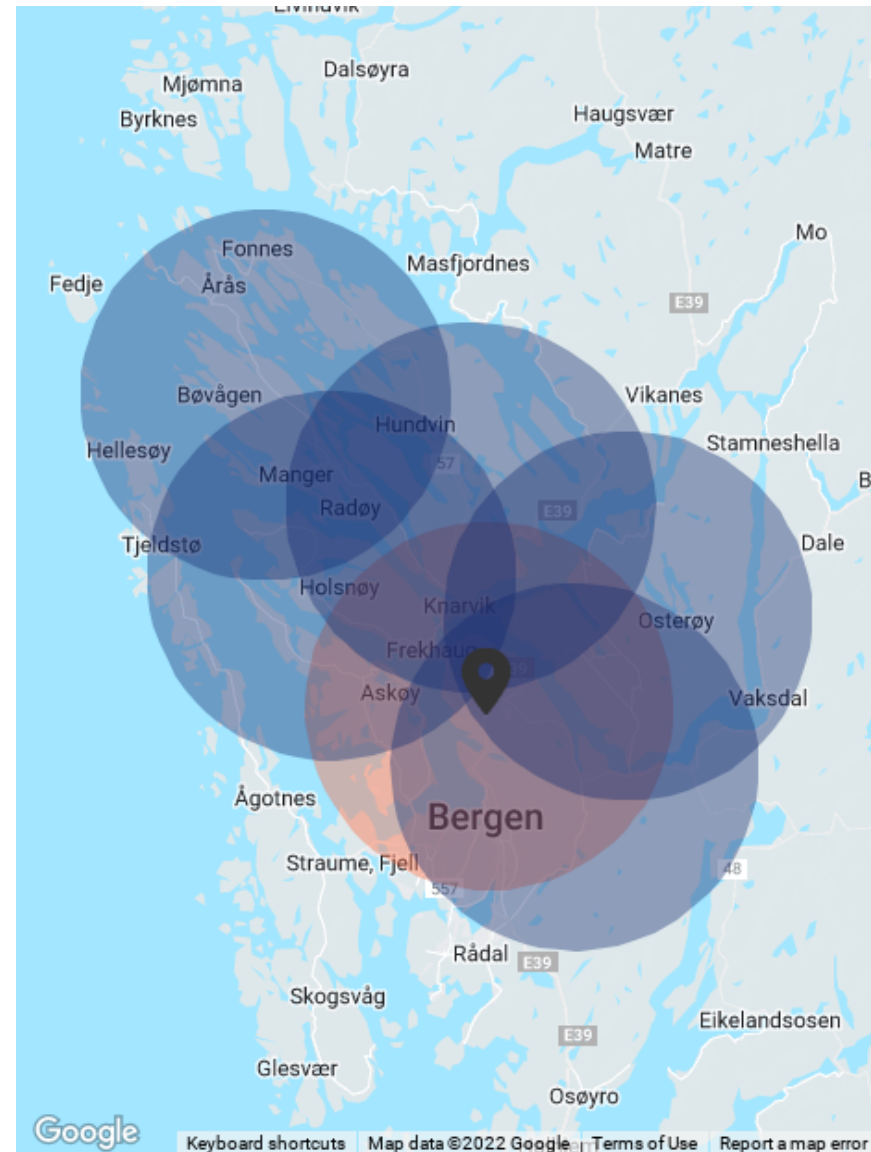 Dalsøyra
Mjømna
Byrknes
Haugsvær
Matre
Mo
Fonnes
Masfjordnes
Fedje
Årås
E39
Bøvågen
Vikanes
Hundvin
Hellesøy
Stamneshella
57
Manger
Radøy
E39
Tjeldstø
Dale
Holsnøy
Knarvik
Osterøy
Frekhaug
Askøy
Vaksdal
Ågotnes
Bergen
Straume, Fjell
48
557
Rådal
E39
Skogsvåg
Eikelandsosen
E39
Glesvær
Osøyro
Google
Keyboard shortcuts Map data ©2022 Google Terms of Use Report a map error